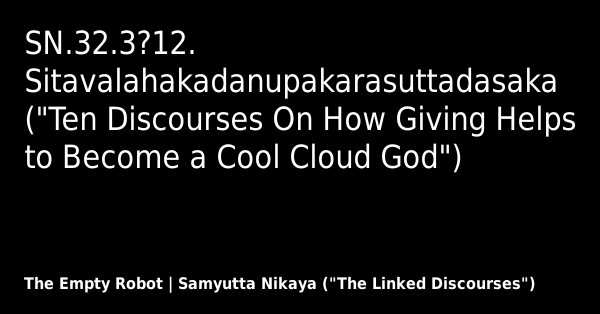 SN.32.3?12.
Sitavalahakadanupakarasuttadasaka
("Ten Discourses On How Giving Helps
to Become a Cool Cloud God")
The Empty Robot | Samyutta Nikaya ("The Linked Discourses")